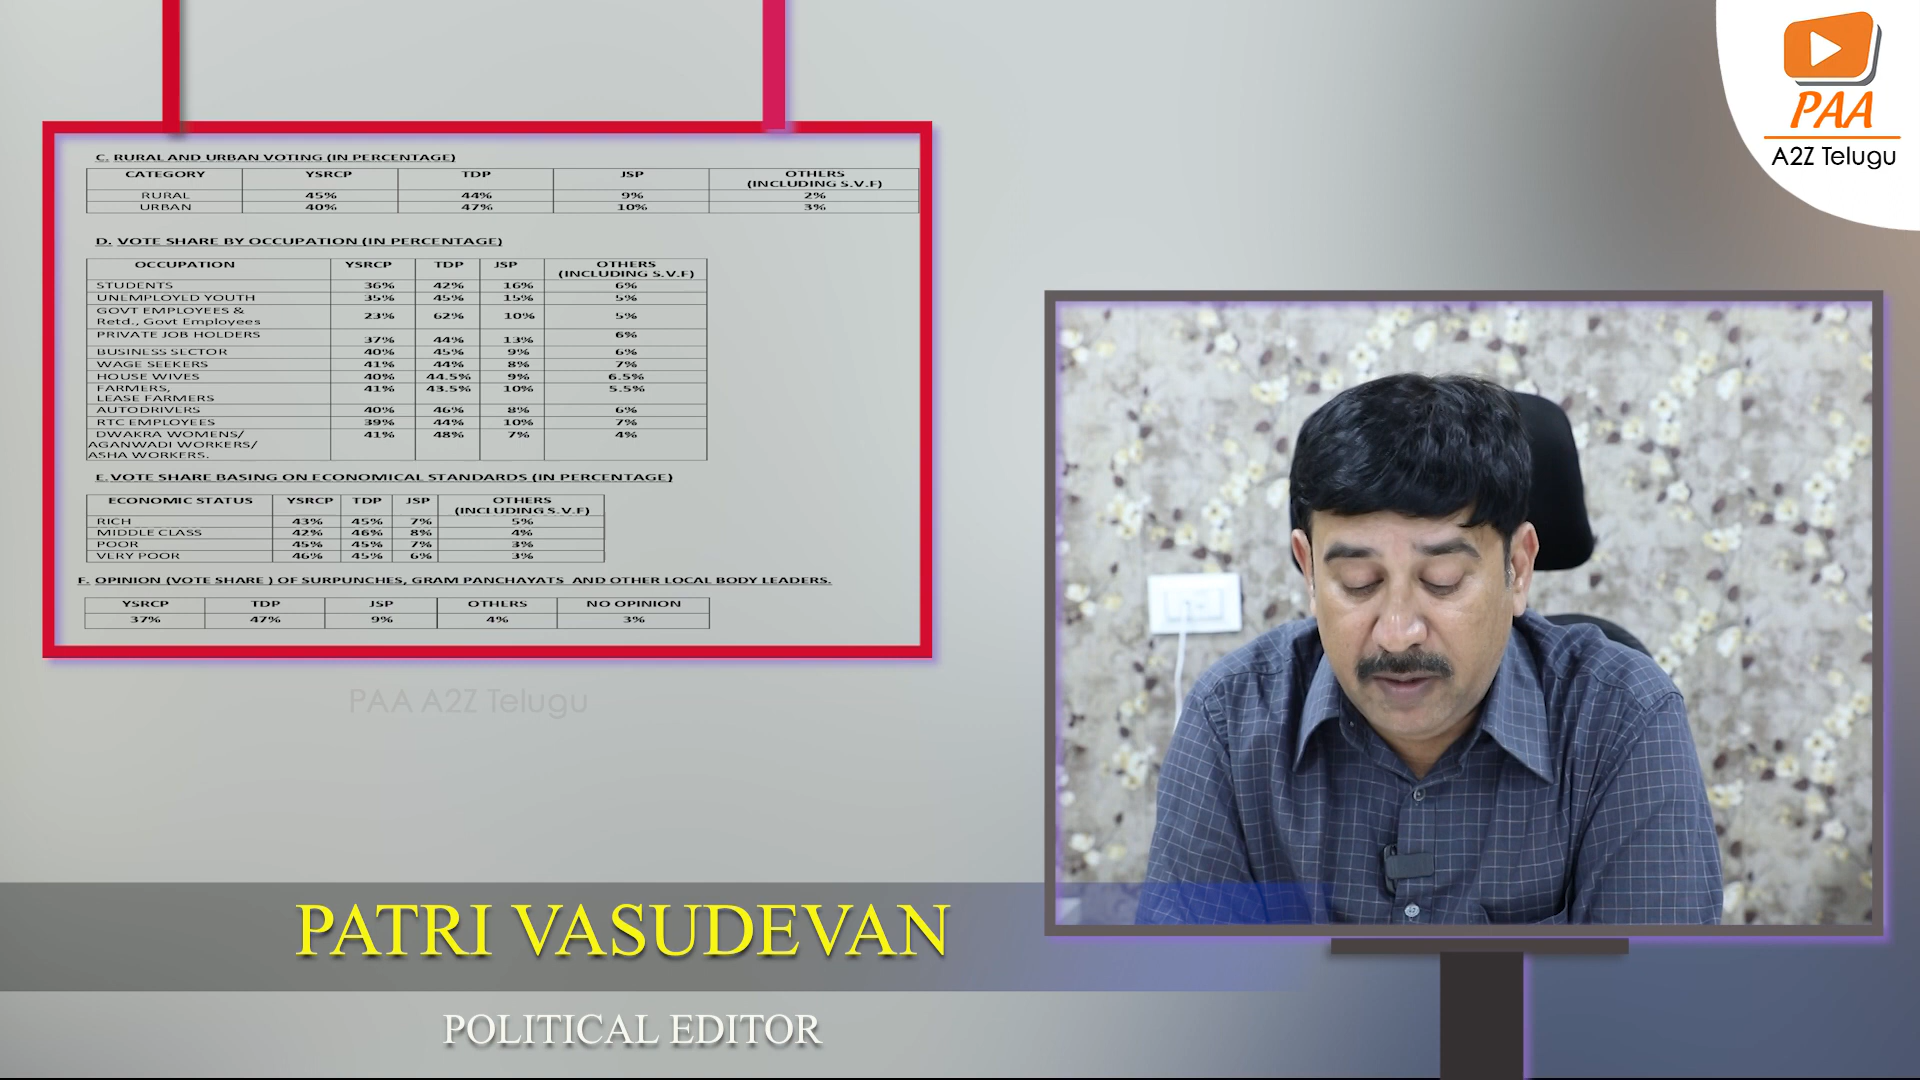 C. RURAL AND URBAN VOTING (IN PERCENTAGE)
CATEGORY YSRCP TDP JSP OTHERS (INCLUDING S.V.F)
RURAL 45% 44% 9% 2%
URBAN 40% 47% 10% 3%
D. VOTE SHARE BY OCCUPATION (IN PERCENTAGE)
OCCUPATION YSRCP TDP JSP OTHERS (INCLUDING S.V.F)
STUDENTS 36% 42% 16% 6%
UNEMPLOYED YOUTH 35% 45% 15% 5%
GOVT EMPLOYEES &
Retd., Govt Employees 23% 62% 10% 5%
PRIVATE JOB HOLDERS 37% 44% 13% 6%
BUSINESS SECTOR 40% 45% 9% 6%
WAGE SEEKERS 41% 44% 8% 7%
HOUSE WIVES 40% 44.5% 9% 6.5%
FARMERS, 41% 43.5% 10% 5.5%
LEASE FARMERS
AUTODRIVERS 40% 46% 8% 6%
RTC EMPLOYEES 39% 44% 10% 7%
DWAKRA WOMENS/ 41% 48% 7% 4%
AGANWADI WORKERS/
ASHA WORKERS.
E.VOTE SHARE BASING ON ECONOMICAL STANDARDS (IN PERCENTAGE)
ECONOMIC STATUS YSRCP TDP JSP OTHERS (INCLUDING S.V.F)
RICH 43% 45% 7% 5%
MIDDLE CLASS 42% 46% 8% 4%
POOR 45% 45% 7% 3%
VERY POOR 46% 45% 6% 3%
F. OPINION (VOTE SHARE ) OF SURPUNCHES, GRAM PANCHAYATS AND OTHER LOCAL BODY LEADERS.
YSRCP TDP JSP OTHERS NO OPINION
37% 47% 9% 4% 3%
PAA
A2Z Telugu
PAA A2Z Telugu
PATRI VASUDEVAN
POLITICAL EDITOR